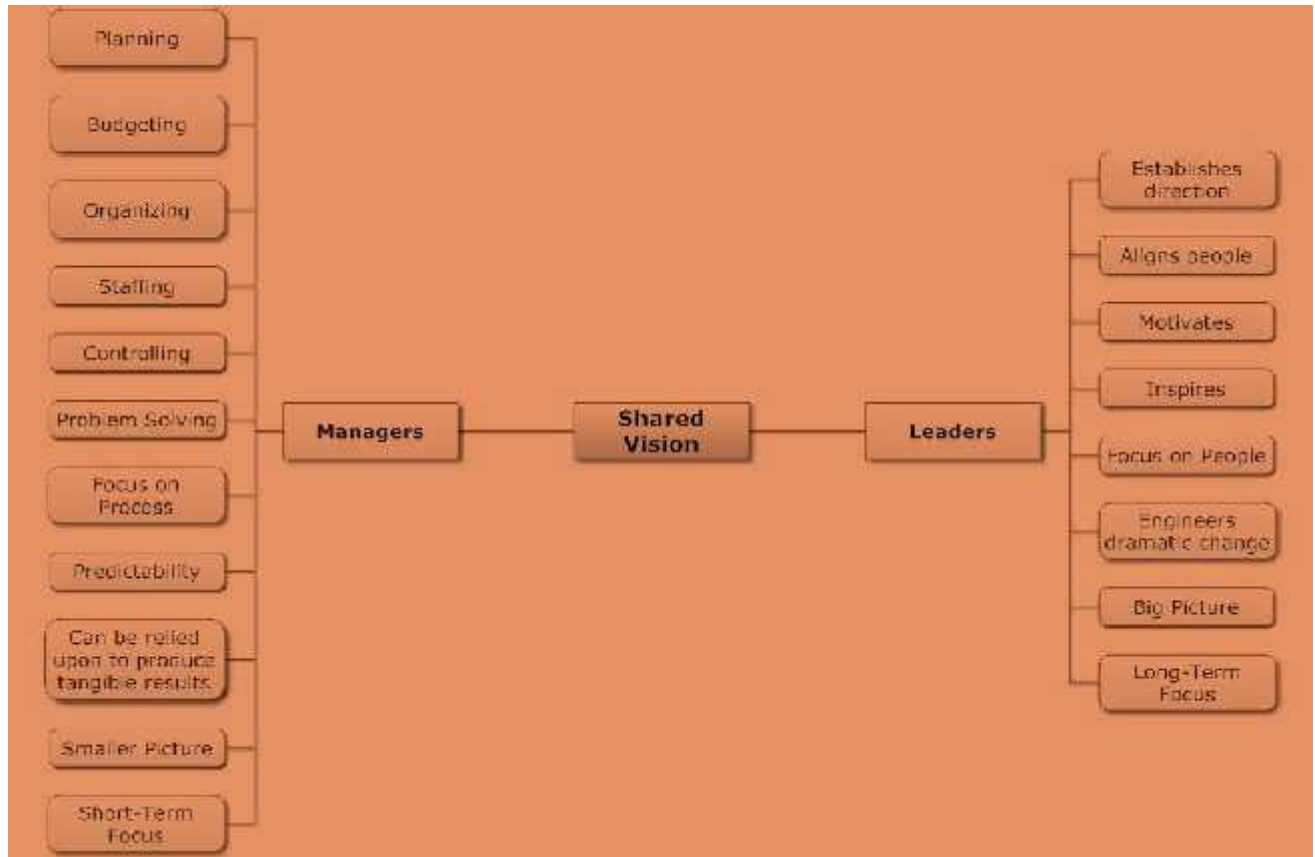 Planning
Budgeting
Organizing
Staffing
Controlling
Problem Solving
Focus on
Process
Predictability
Can be relied
upon to produce
tangible results
Smaller Picture
Short-Term
Focus
Managers
Shared
Vision
Leaders
Establishes
direction
Aligns people
Motivates
Inspires
Focus on People
Engineers
dramatic change
Big Picture
Long-Term
Focus